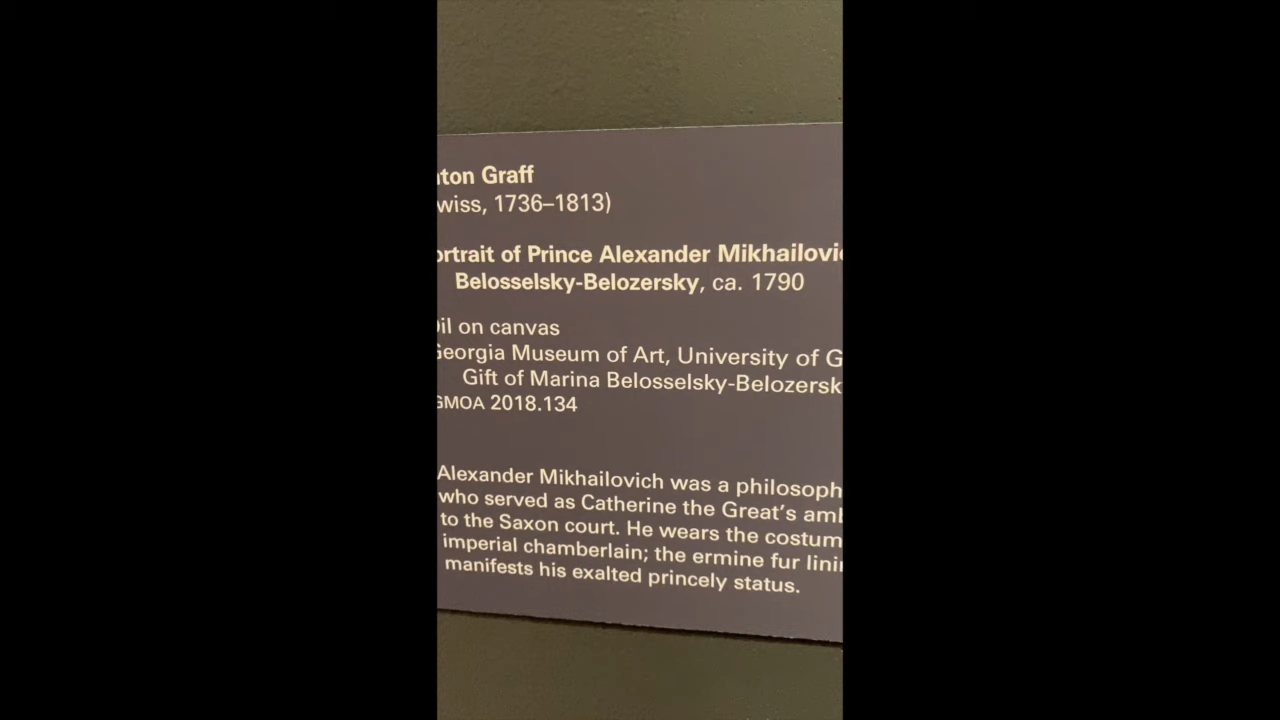 nton Graff
wiss, 1736–1813)
ortrait of Prince Alexander Mikhailovi
Belosselsky-Belozersky, ca. 1790
il on canvas
eorgia Museum of Art, University of G
Gift of Marina Belosselsky-Belozersk
GMOA 2018.134
Alexander Mikhailovich was a philosoph
who served as Catherine the Great's amb
to the Saxon court. He wears the costum
imperial chamberlain; the ermine fur linin
manifests his exalted princely status.